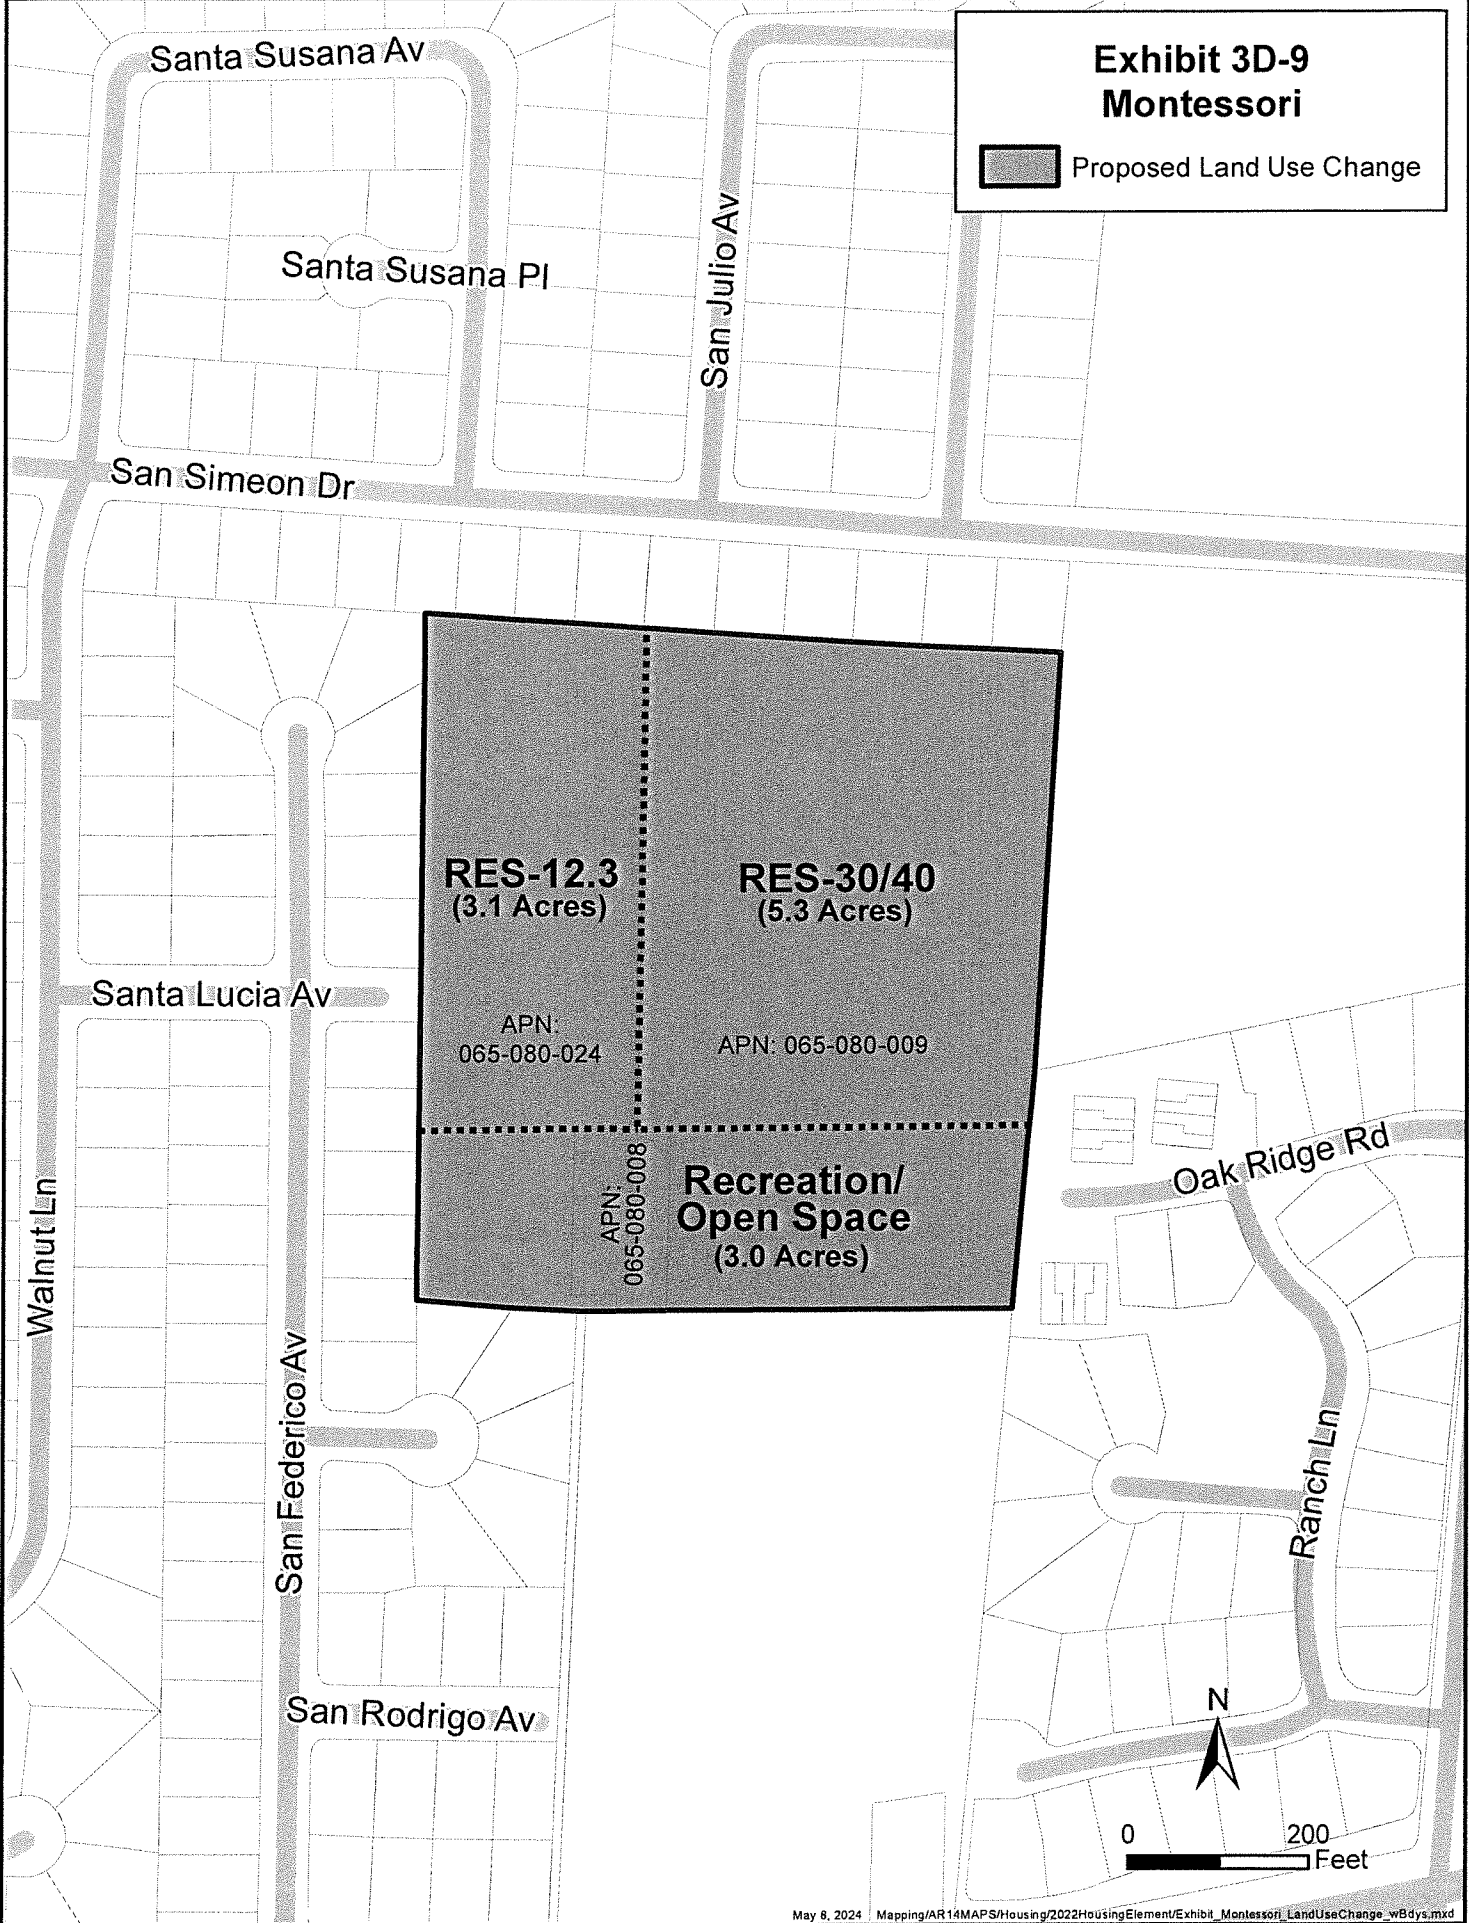 Exhibit 3D-9
Montessori
Proposed Land Use Change
Santa Susana Av
Santa Susana Pl
San Julio Av
San Simeon Dr
RES-12.3
(3.1 Acres)
RES-30/40
(5.3 Acres)
Santa Lucia Av
APN:
065-080-024
APN: 065-080-009
APN:
065-080-008
Recreation/
Open Space
(3.0 Acres)
Oak Ridge Rd
Walnut Ln
San Federico Av
Ranch Ln
San Rodrigo Av
N
0 200
Feet
May 8, 2024 Mapping/AR14MAPS/Housing/2022HousingElement/Exhibit_Montessori_LandUseChange_wBdys.mxd